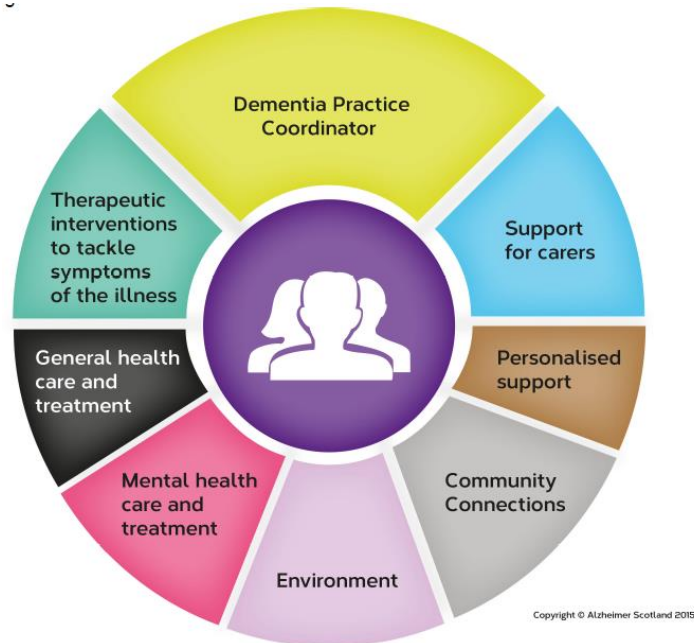 Dementia Practice
Coordinator
Support
for carers
Personalised
support
Community
Connections
Environment
Mental health
care and
treatment
General health
care and
treatment
Therapeutic
interventions
to tackle
symptoms
of the illness
Copyright © Alzheimer Scotland 2015